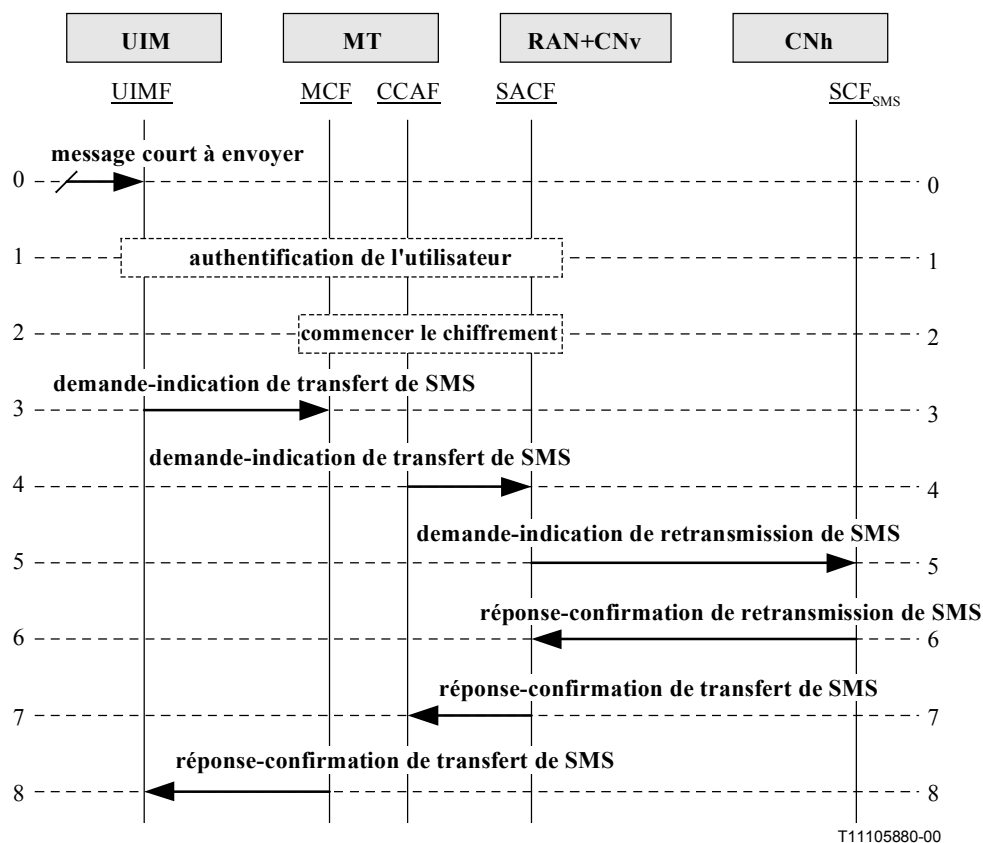 UIM MT RAN+CNv CNh
UIMF MCF CCAF SACF SCF SMS
message court à envoyer
0 0
1 authentification de l'utilisateur 1
2 commencer le chiffrement 2
demande-indication de transfert de SMS
3 3
demande-indication de transfert de SMS
4 4
demande-indication de retransmission de SMS
5 5
réponse-confirmation de retransmission de SMS
6 6
réponse-confirmation de transfert de SMS
7 7
réponse-confirmation de transfert de SMS
8 8
T11105880-00